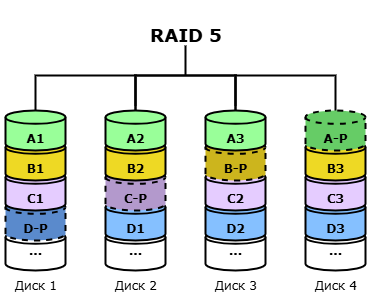 RAID 5
A1 A2 A3 A-P
B1 B2 B-P B3
C1 C-P C2 C3
D-P D1 D2 D3
... ... ... ...
Диск 1 Диск 2 Диск 3 Диск 4